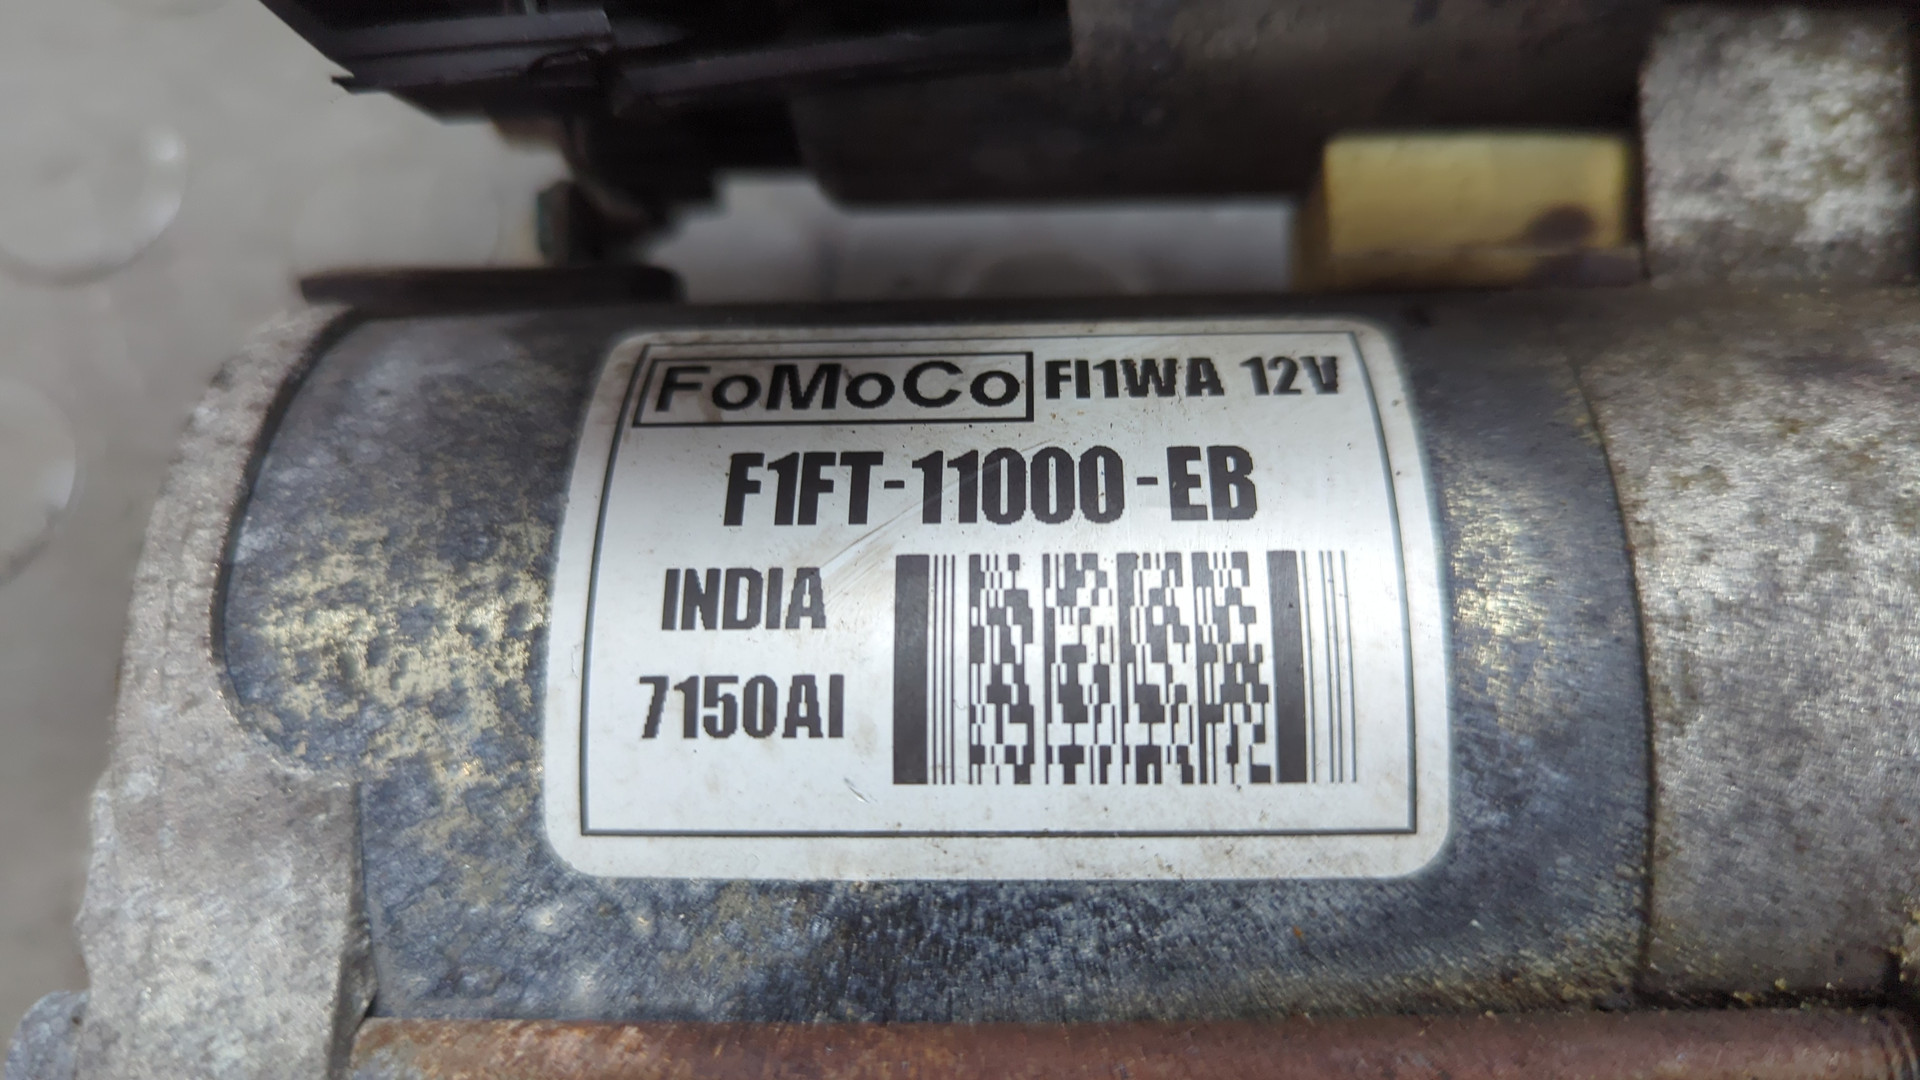 FoMoCo FI1WA 12V
F1FT-11000-EB
INDIA
7150AI